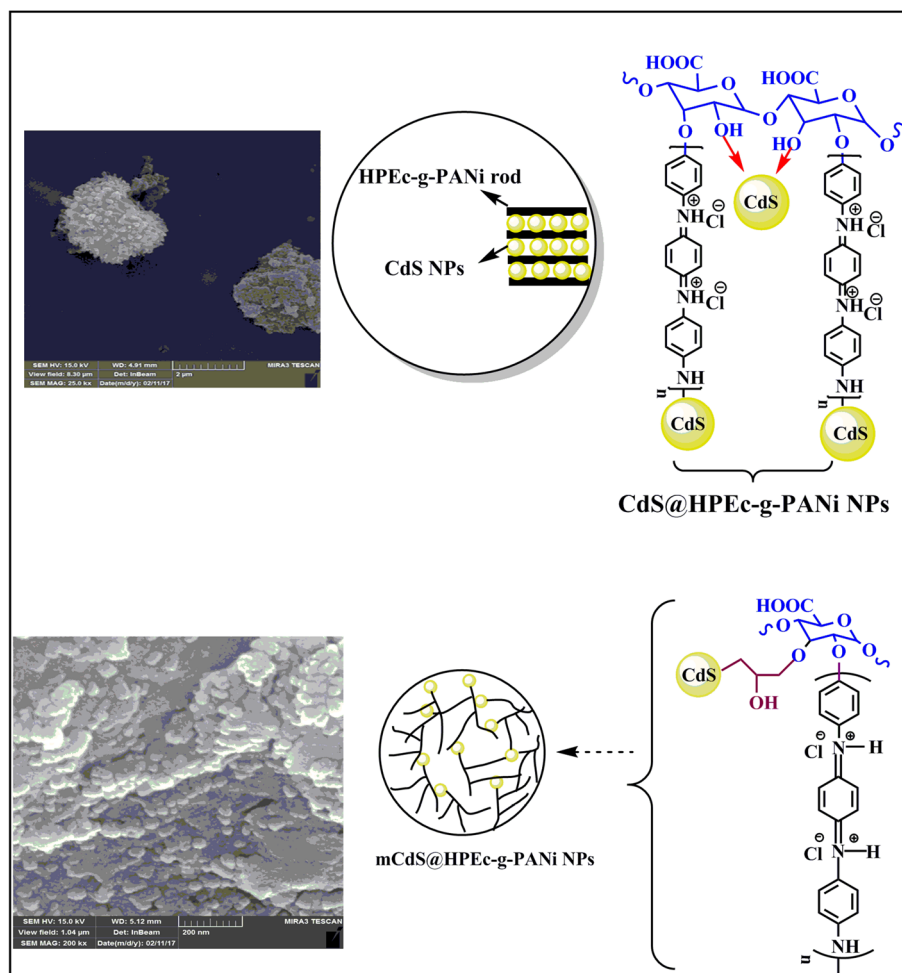 HOOC
HOOC
O
O
O
O
O
O
O
OH
HO
HPEc-g-PANi rod
CdS
CdS NPs
NH Cl
NH Cl
NH Cl
NH Cl
SEM HV: 15.0 kV WD: 4.91 mm MIRA3 TESCAN
View field: 8.30 µm Det: InBeam 2 µm
SEM MAG: 25.0 kx Date(m/d/y): 02/11/17
NH
NH
n
n
CdS
CdS
CdS@HPEc-g-PANi NPs
HOOC
O
O
O
O
O
CdS
OH
Cl N H
Cl N H
mCdS@HPEc-g-PANi NPs
SEM HV: 15.0 kV WD: 5.12 mm MIRA3 TESCAN
View field: 1.04 µm Det: InBeam 200 nm
SEM MAG: 200 kx Date(m/d/y): 02/11/17
NH
n